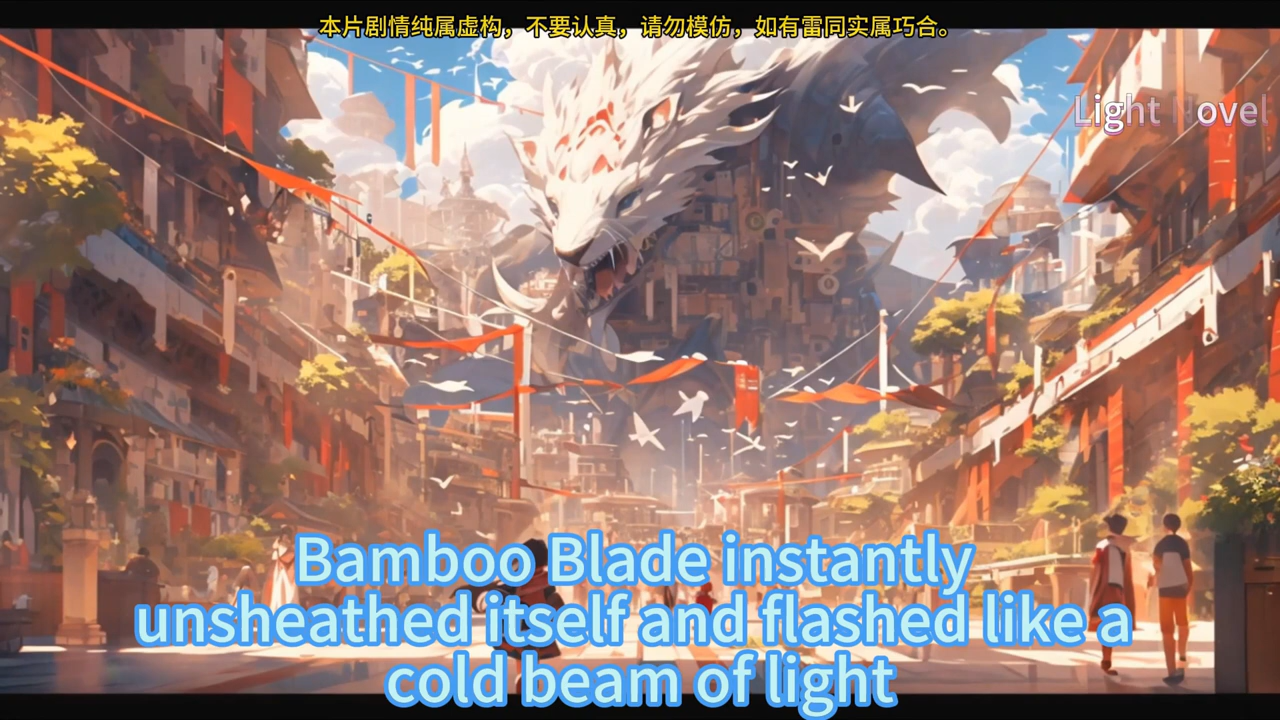 本片剧情纯属虚构，不要认真，请勿模仿，如有雷同实属巧合。
Light Novel
Bamboo Blade instantly
unsheathed itself and flashed like a
cold beam of light